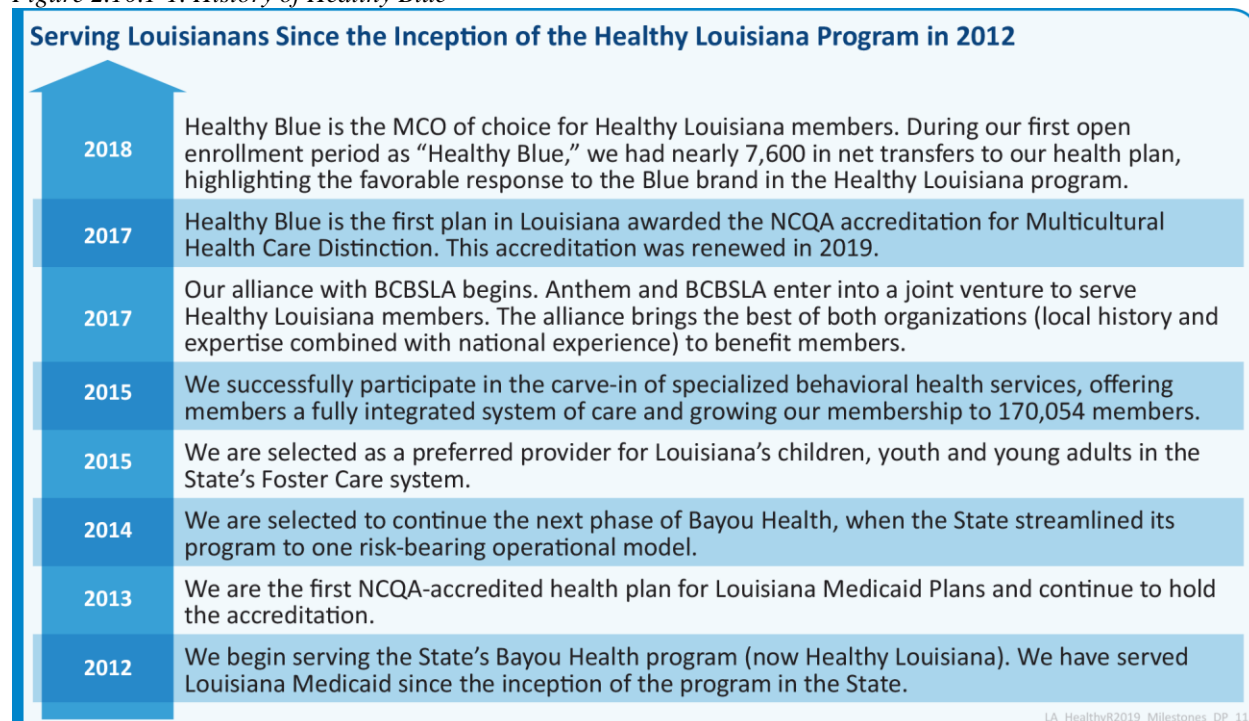 Figure 2.10.1-1: History of Healthy Blue
Serving Louisianans Since the Inception of the Healthy Louisiana Program in 2012
2018
Healthy Blue is the MCO of choice for Healthy Louisiana members. During our first open
enrollment period as “Healthy Blue,” we had nearly 7,600 in net transfers to our health plan,
highlighting the favorable response to the Blue brand in the Healthy Louisiana program.
2017
Healthy Blue is the first plan in Louisiana awarded the NCQA accreditation for Multicultural
Health Care Distinction. This accreditation was renewed in 2019.
2017
Our alliance with BCBSLA begins. Anthem and BCBSLA enter into a joint venture to serve
Healthy Louisiana members. The alliance brings the best of both organizations (local history and
expertise combined with national experience) to benefit members.
2015
We successfully participate in the carve-in of specialized behavioral health services, offering
members a fully integrated system of care and growing our membership to 170,054 members.
2015
We are selected as a preferred provider for Louisiana’s children, youth and young adults in the
State’s Foster Care system.
2014
We are selected to continue the next phase of Bayou Health, when the State streamlined its
program to one risk-bearing operational model.
2013
We are the first NCQA-accredited health plan for Louisiana Medicaid Plans and continue to hold
the accreditation.
2012
We begin serving the State’s Bayou Health program (now Healthy Louisiana). We have served
Louisiana Medicaid since the inception of the program in the State.
LA_HealthyR2019_Milestones_DP_11